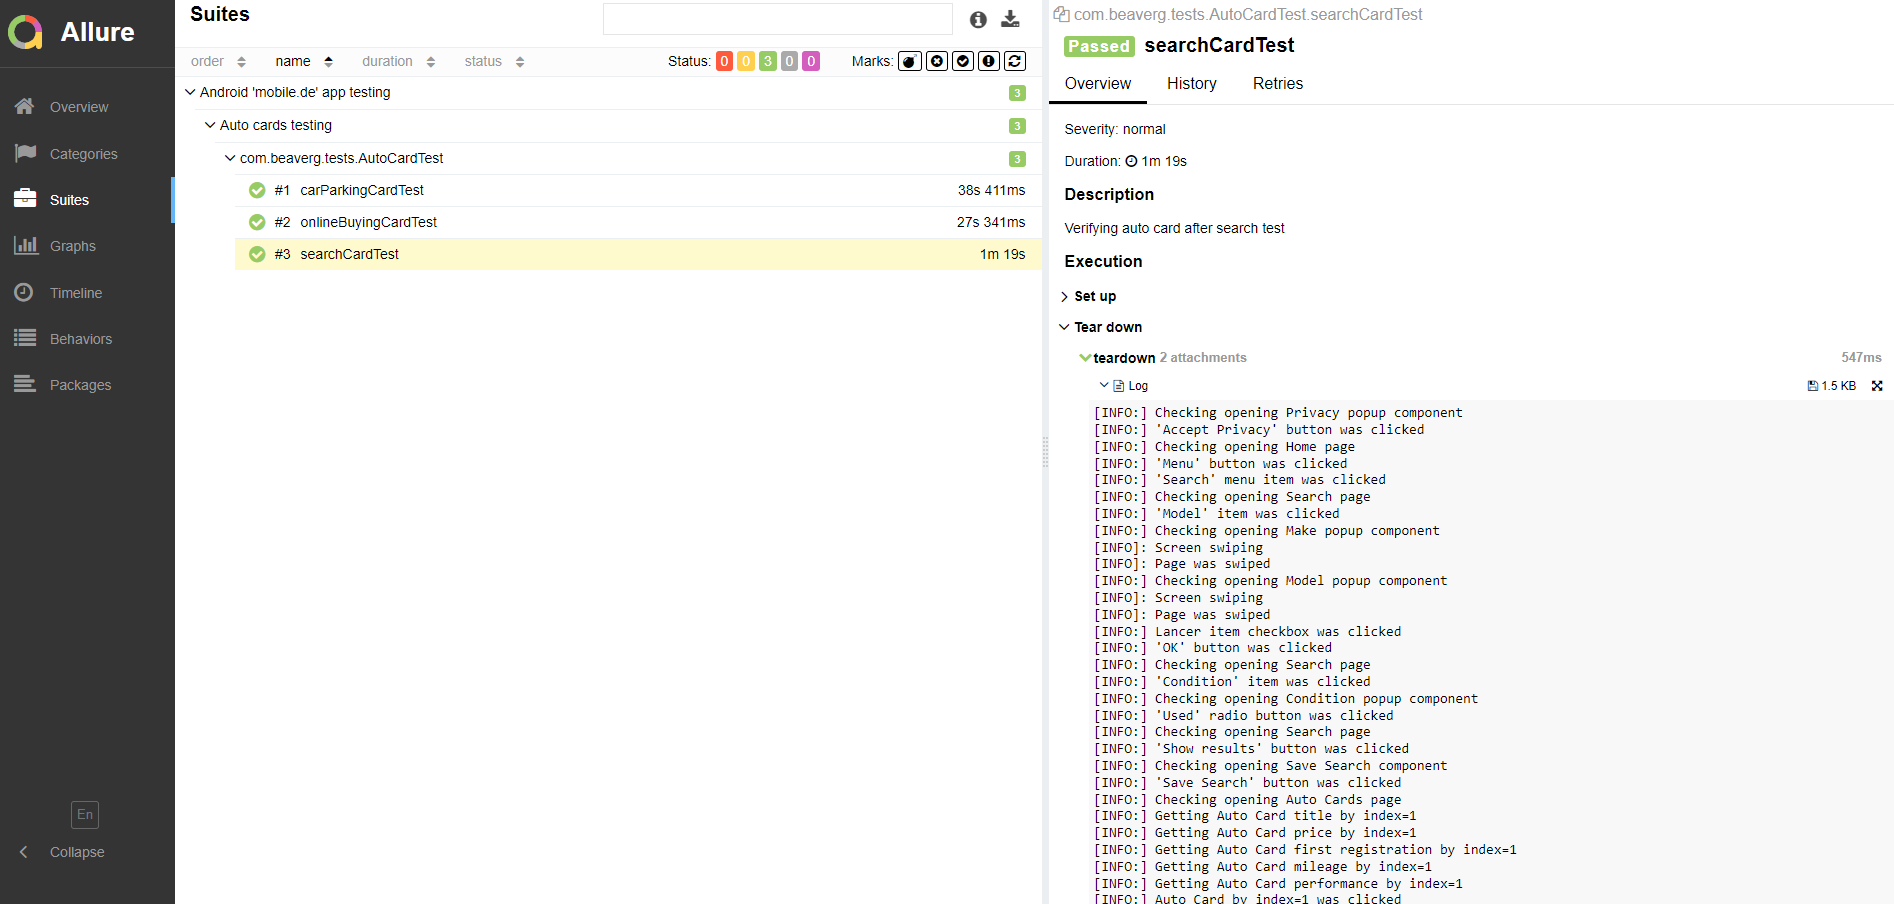 Allure
Overview
Categories
Suites
Graphs
Timeline
Behaviors
Packages
En
Collapse
Suites
order name duration status Status: 0 0 3 0 0 Marks:
Android 'mobile.de' app testing 3
Auto cards testing 3
com.beaverg.tests.AutoCardTest 3
#1 carParkingCardTest 38s 411ms
#2 onlineBuyingCardTest 27s 341ms
#3 searchCardTest 1m 19s
com.beaverg.tests.AutoCardTest.searchCardTest
Passed searchCardTest
Overview History Retries
Severity: normal
Duration: 1m 19s
Description
Verifying auto card after search test
Execution
Set up
Tear down
teardown 2 attachments 547ms
Log 1.5 KB
[INFO:] Checking opening Privacy popup component
[INFO:] 'Accept Privacy' button was clicked
[INFO:] Checking opening Home page
[INFO:] 'Menu' button was clicked
[INFO:] 'Search' menu item was clicked
[INFO:] Checking opening Search page
[INFO:] 'Model' item was clicked
[INFO:] Checking opening Make popup component
[INFO]: Screen swiping
[INFO]: Page was swiped
[INFO:] Checking opening Model popup component
[INFO]: Screen swiping
[INFO]: Page was swiped
[INFO:] Lancer item checkbox was clicked
[INFO:] 'OK' button was clicked
[INFO:] Checking opening Search page
[INFO:] 'Condition' item was clicked
[INFO:] Checking opening Condition popup component
[INFO:] 'Used' radio button was clicked
[INFO:] Checking opening Search page
[INFO:] 'Show results' button was clicked
[INFO:] Checking opening Save Search component
[INFO:] 'Save Search' button was clicked
[INFO:] Checking opening Auto Cards page
[INFO:] Getting Auto Card title by index=1
[INFO:] Getting Auto Card price by index=1
[INFO:] Getting Auto Card first registration by index=1
[INFO:] Getting Auto Card mileage by index=1
[INFO:] Getting Auto Card performance by index=1
[INFO:] Auto Card by index=1 was clicked